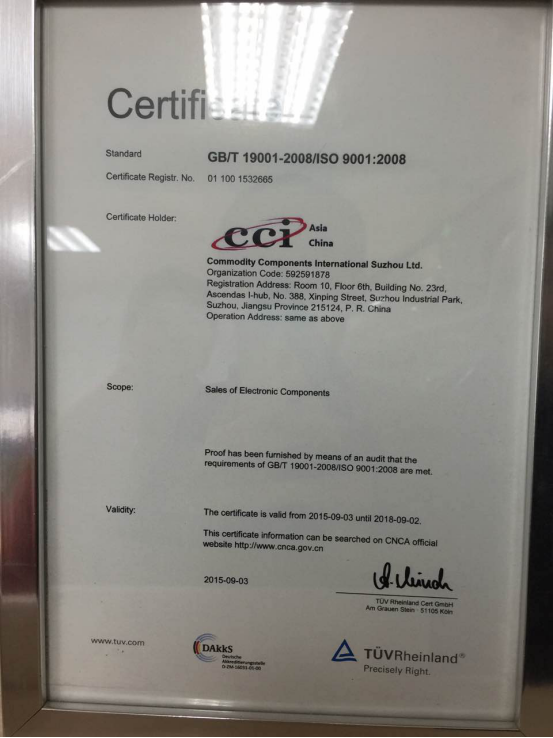 Certificate
Standard GB/T 19001-2008/ISO 9001:2008
Certificate Registr. No. 01 100 1532665
Certificate Holder:
cci Asia
China
Commodity Components International Suzhou Ltd.
Organization Code: 592591878
Registration Address: Room 10, Floor 6th, Building No. 23rd,
Ascendas I-hub, No. 388, Xinping Street, Suzhou Industrial Park,
Suzhou, Jiangsu Province 215124, P. R. China
Operation Address: same as above
Scope: Sales of Electronic Components
Proof has been furnished by means of an audit that the
requirements of GB/T 19001-2008/ISO 9001:2008 are met.
Validity: The certificate is valid from 2015-09-03 until 2018-09-02.
This certificate information can be searched on CNCA official
website http://www.cnca.gov.cn
2015-09-03
TÜV Rheinland Cert GmbH
Am Grauen Stein · 51105 Köln
www.tuv.com
DAkkS
Deutsche
Akkreditierungsstelle
TÜVRheinland®
Precisely Right.